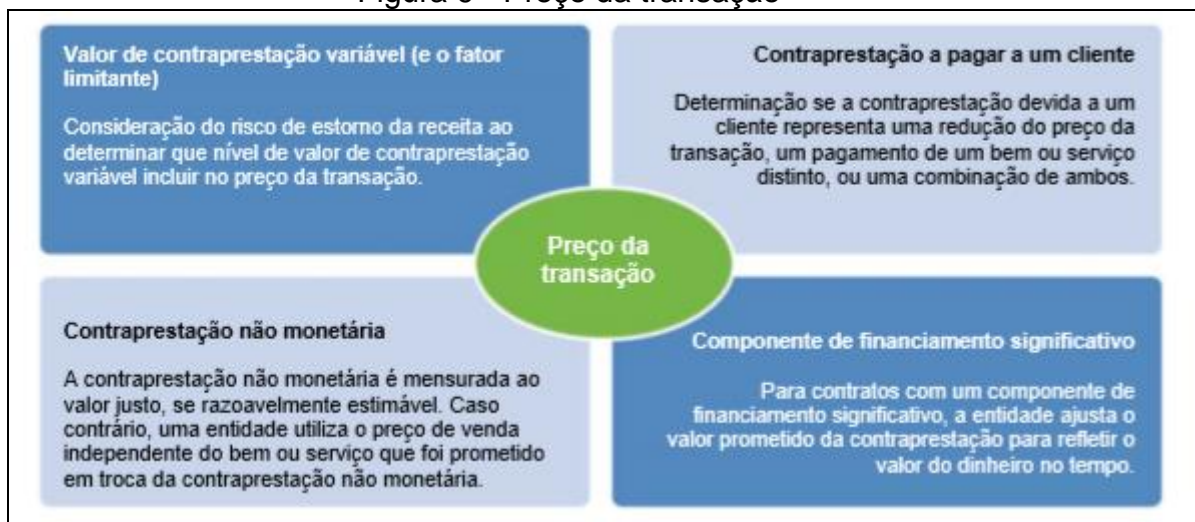 Valor de contraprestação variável (e o fator
limitante)
Consideração do risco de estorno da receita ao
determinar que nível de valor de contraprestação
variável incluir no preço da transação.
Contraprestação a pagar a um cliente
Determinação se a contraprestação devida a um
cliente representa uma redução do preço da
transação, um pagamento de um bem ou serviço
distinto, ou uma combinação de ambos.
Preço da
transação
Contraprestação não monetária
A contraprestação não monetária é mensurada ao
valor justo, se razoavelmente estimável. Caso
contrário, uma entidade utiliza o preço de venda
independente do bem ou serviço que foi prometido
em troca da contraprestação não monetária.
Componente de financiamento significativo
Para contratos com um componente de
financiamento significativo, a entidade ajusta o
valor prometido da contraprestação para refletir o
valor do dinheiro no tempo.